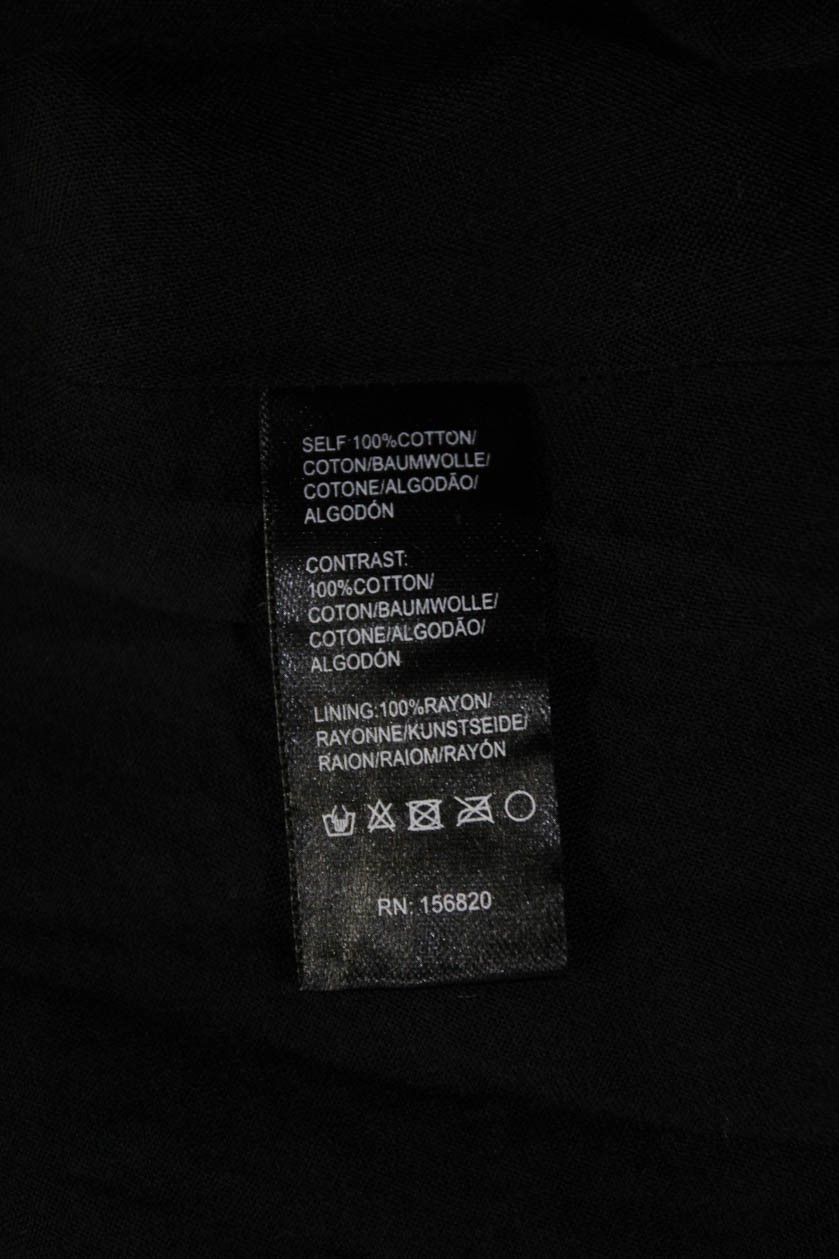 SELF 100%COTTON/
COTON/BAUMWOLLE/
COTONE/ALGODÃO/
ALGODÓN
CONTRAST:
100%COTTON/
COTON/BAUMWOLLE/
COTONE/ALGODÃO/
ALGODÓN
LINING:100%RAYON/
RAYONNE/KUNSTSEIDE/
RAION/RAIOM/RAYÓN
RN: 156820